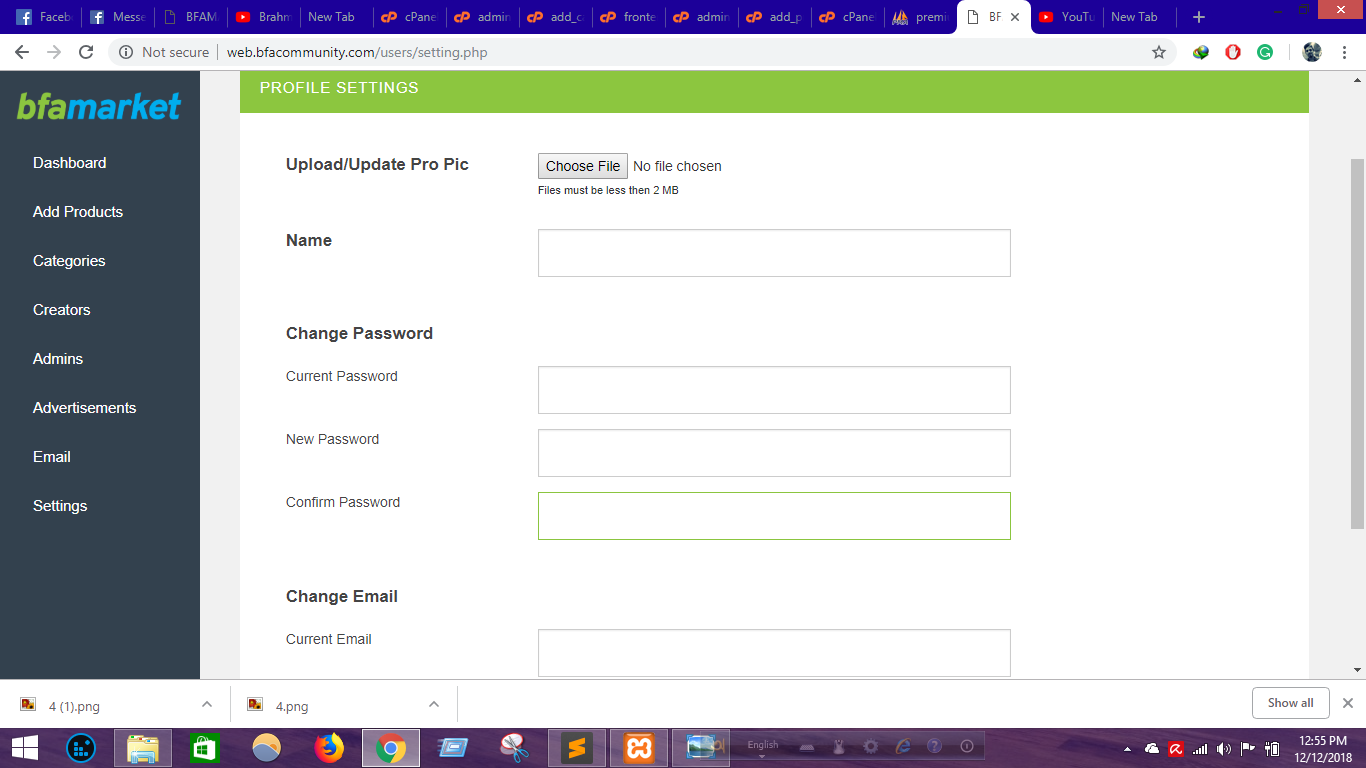 Faceb
Messe
BFAM
Brahm
New Tab
cPane
admin
add_ca
fronte
admin
add_p
cPanel
premi
BF
YouTu
New Tab
Not secure
web.bfacommunity.com/users/setting.php
bfamarket
PROFILE SETTINGS
Dashboard
Add Products
Categories
Creators
Admins
Advertisements
Email
Settings
Upload/Update Pro Pic
Choose File No file chosen
Files must be less then 2 MB
Name
Change Password
Current Password
New Password
Confirm Password
Change Email
Current Email
4 (1).png
4.png
Show all
English
12:55 PM
12/12/2018